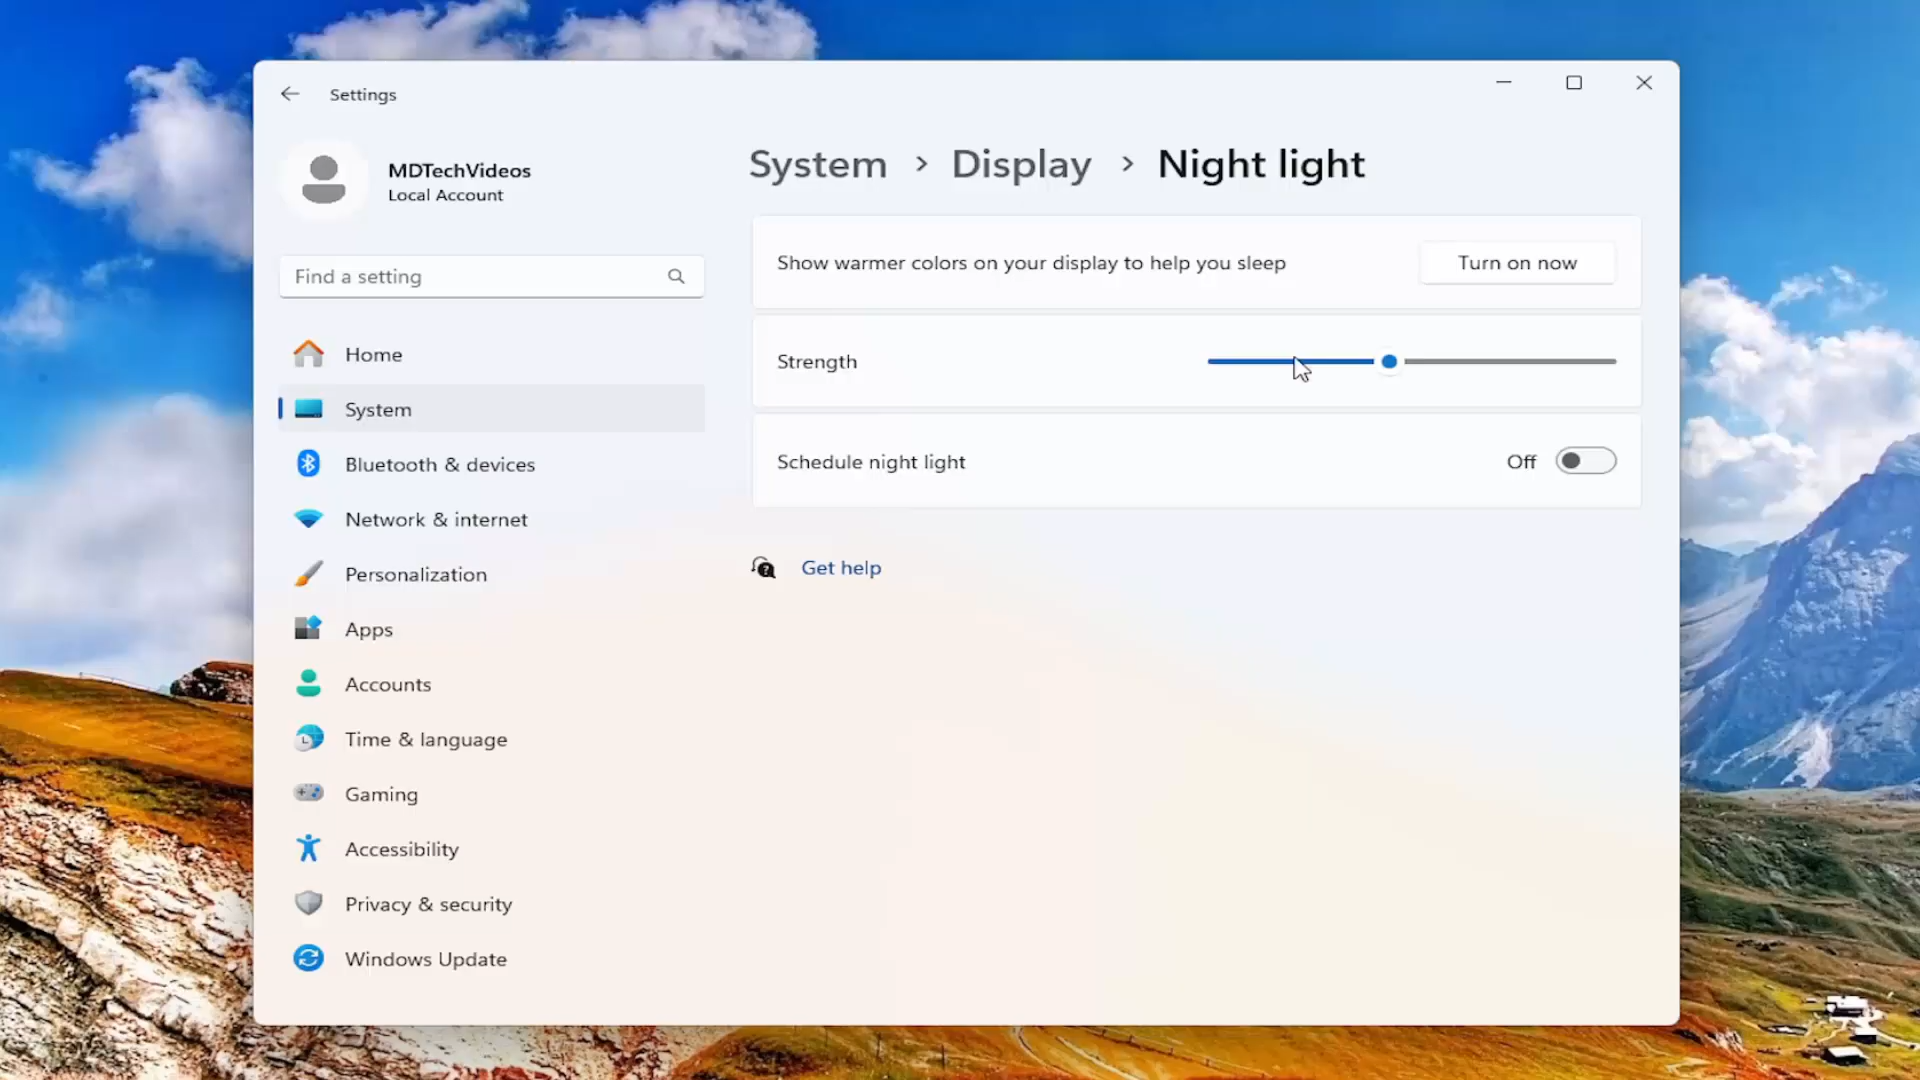 Settings
MDTechVideos
Local Account
Find a setting
Home
System
Bluetooth & devices
Network & internet
Personalization
Apps
Accounts
Time & language
Gaming
Accessibility
Privacy & security
Windows Update
System > Display > Night light
Show warmer colors on your display to help you sleep
Turn on now
Strength
Schedule night light
Off
Get help